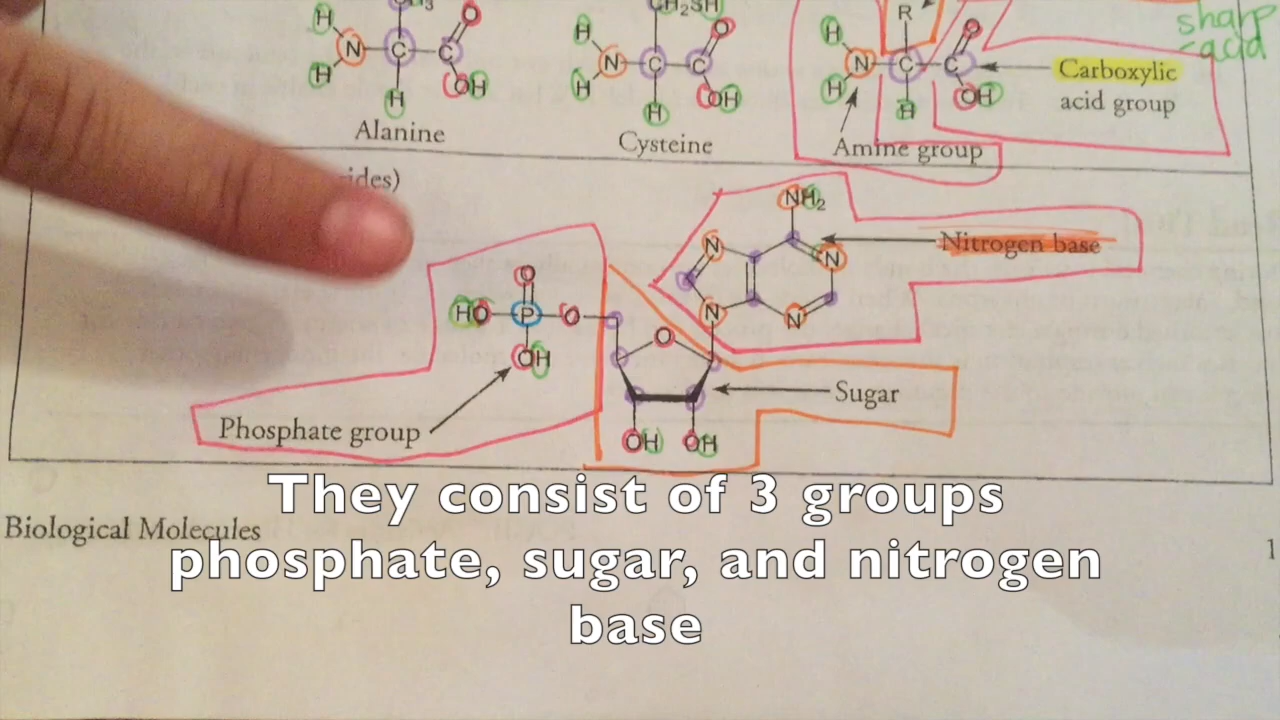 CH₂SH
R
sharp
acid
H H
N C C
H OH
H
O
H
N C C
H OH
H
O
H
N C C
H OH
H
O
Carboxylic
acid group
Alanine
Cysteine
Amine group
ides)
NH₂
N N
N N
Nitrogen base
O
HO P O
OH
O
Sugar
OH OH
Phosphate group
They consist of 3 groups
phosphate, sugar, and nitrogen
base
Biological Molecules
1